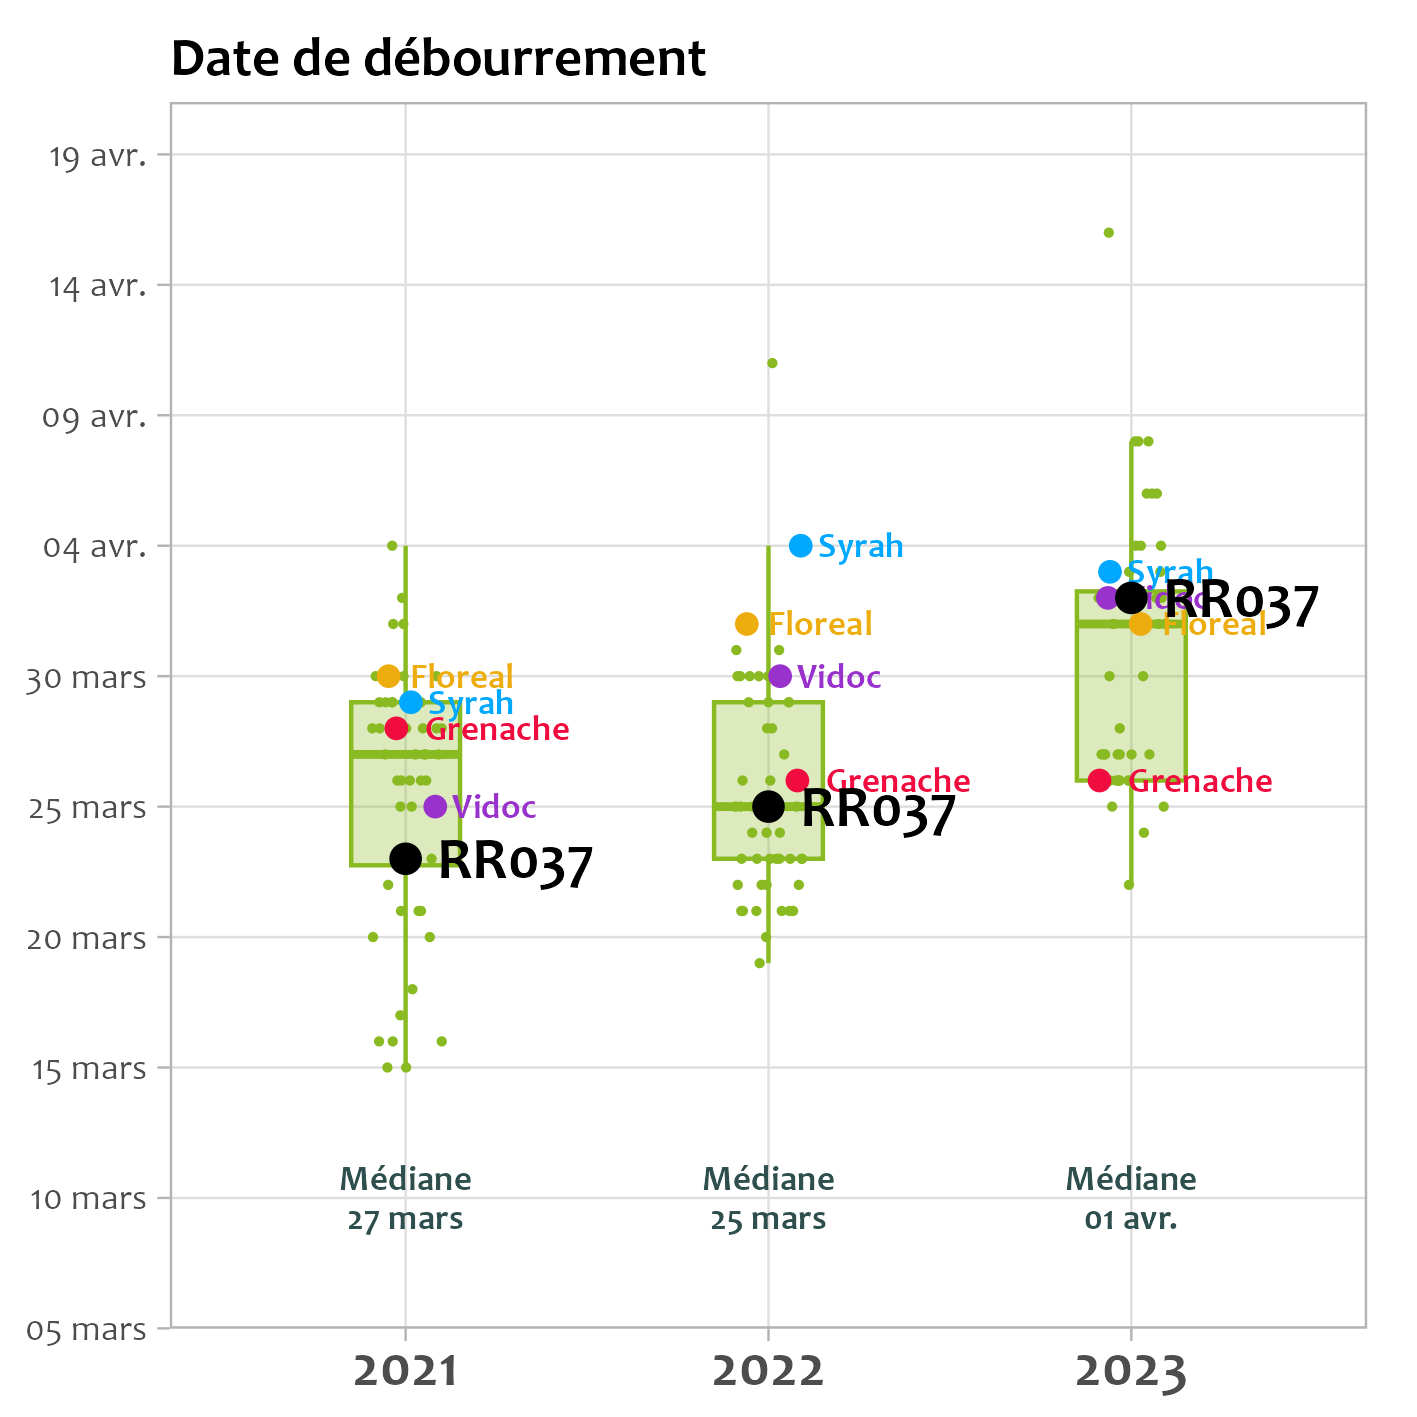 Date de débourrement
19 avr.
14 avr.
09 avr.
04 avr.
30 mars
25 mars
20 mars
15 mars
10 mars
05 mars
Floreal
Syrah
Grenache
Vidoc
RR037
Médiane
27 mars
Syrah
Floreal
Vidoc
Grenache
RR037
Médiane
25 mars
Syrah
Vidoc
RR037
Floreal
Grenache
Médiane
01 avr.
2021
2022
2023